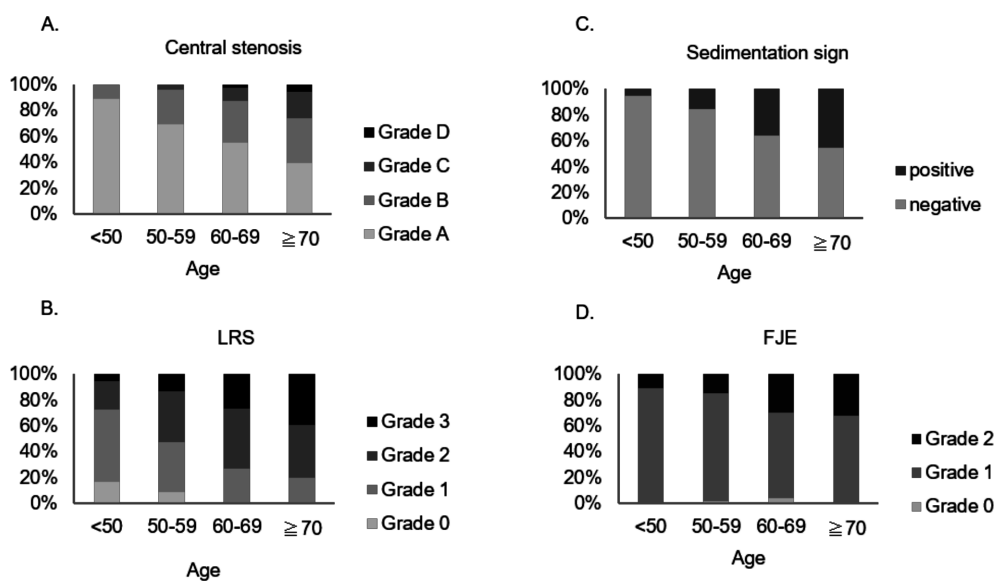 A.
Central stenosis
100%
80%
60%
40%
20%
0%
<50 50-59 60-69 ≧70
Age
Grade D
Grade C
Grade B
Grade A
C.
Sedimentation sign
100%
80%
60%
40%
20%
0%
<50 50-59 60-69 ≧70
Age
positive
negative
B.
LRS
100%
80%
60%
40%
20%
0%
<50 50-59 60-69 ≧70
Age
Grade 3
Grade 2
Grade 1
Grade 0
D.
FJE
100%
80%
60%
40%
20%
0%
<50 50-59 60-69 ≧70
Age
Grade 2
Grade 1
Grade 0